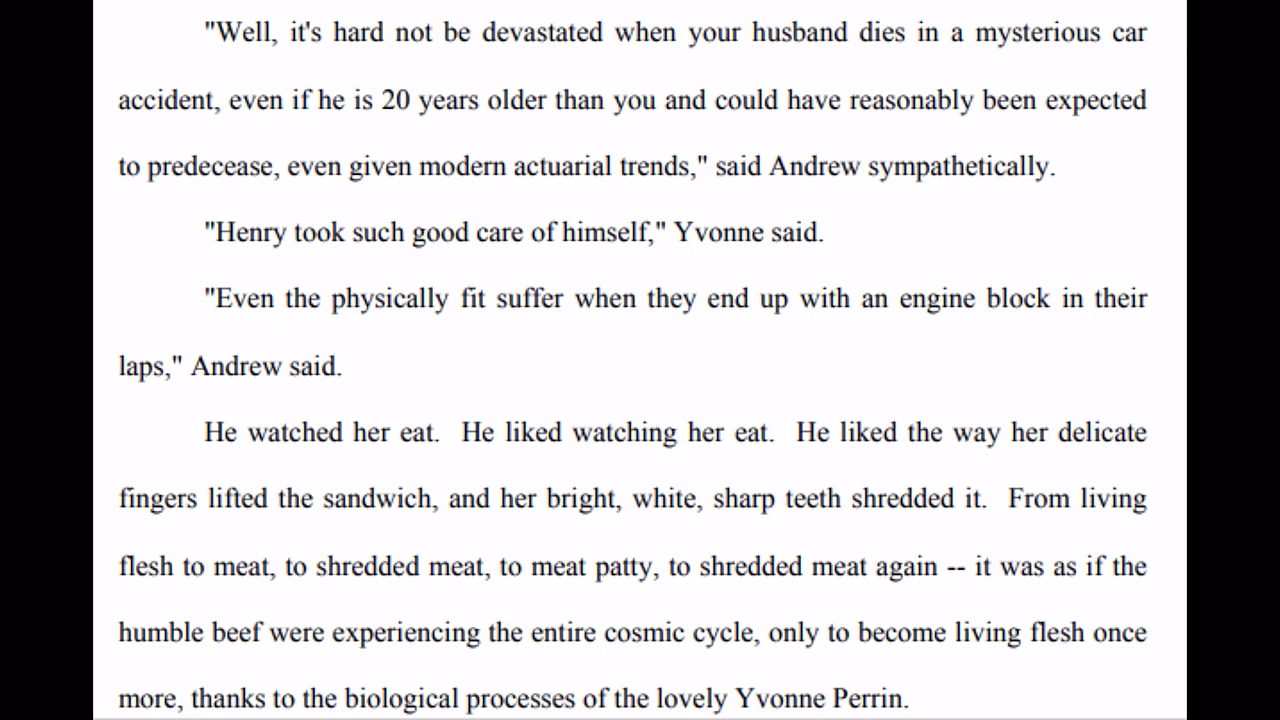 "Well, it's hard not be devastated when your husband dies in a mysterious car
accident, even if he is 20 years older than you and could have reasonably been expected
to predecease, even given modern actuarial trends," said Andrew sympathetically.
"Henry took such good care of himself," Yvonne said.
"Even the physically fit suffer when they end up with an engine block in their
laps," Andrew said.
He watched her eat.  He liked watching her eat.  He liked the way her delicate
fingers lifted the sandwich, and her bright, white, sharp teeth shredded it.  From living
flesh to meat, to shredded meat, to meat patty, to shredded meat again -- it was as if the
humble beef were experiencing the entire cosmic cycle, only to become living flesh once
more, thanks to the biological processes of the lovely Yvonne Perrin.